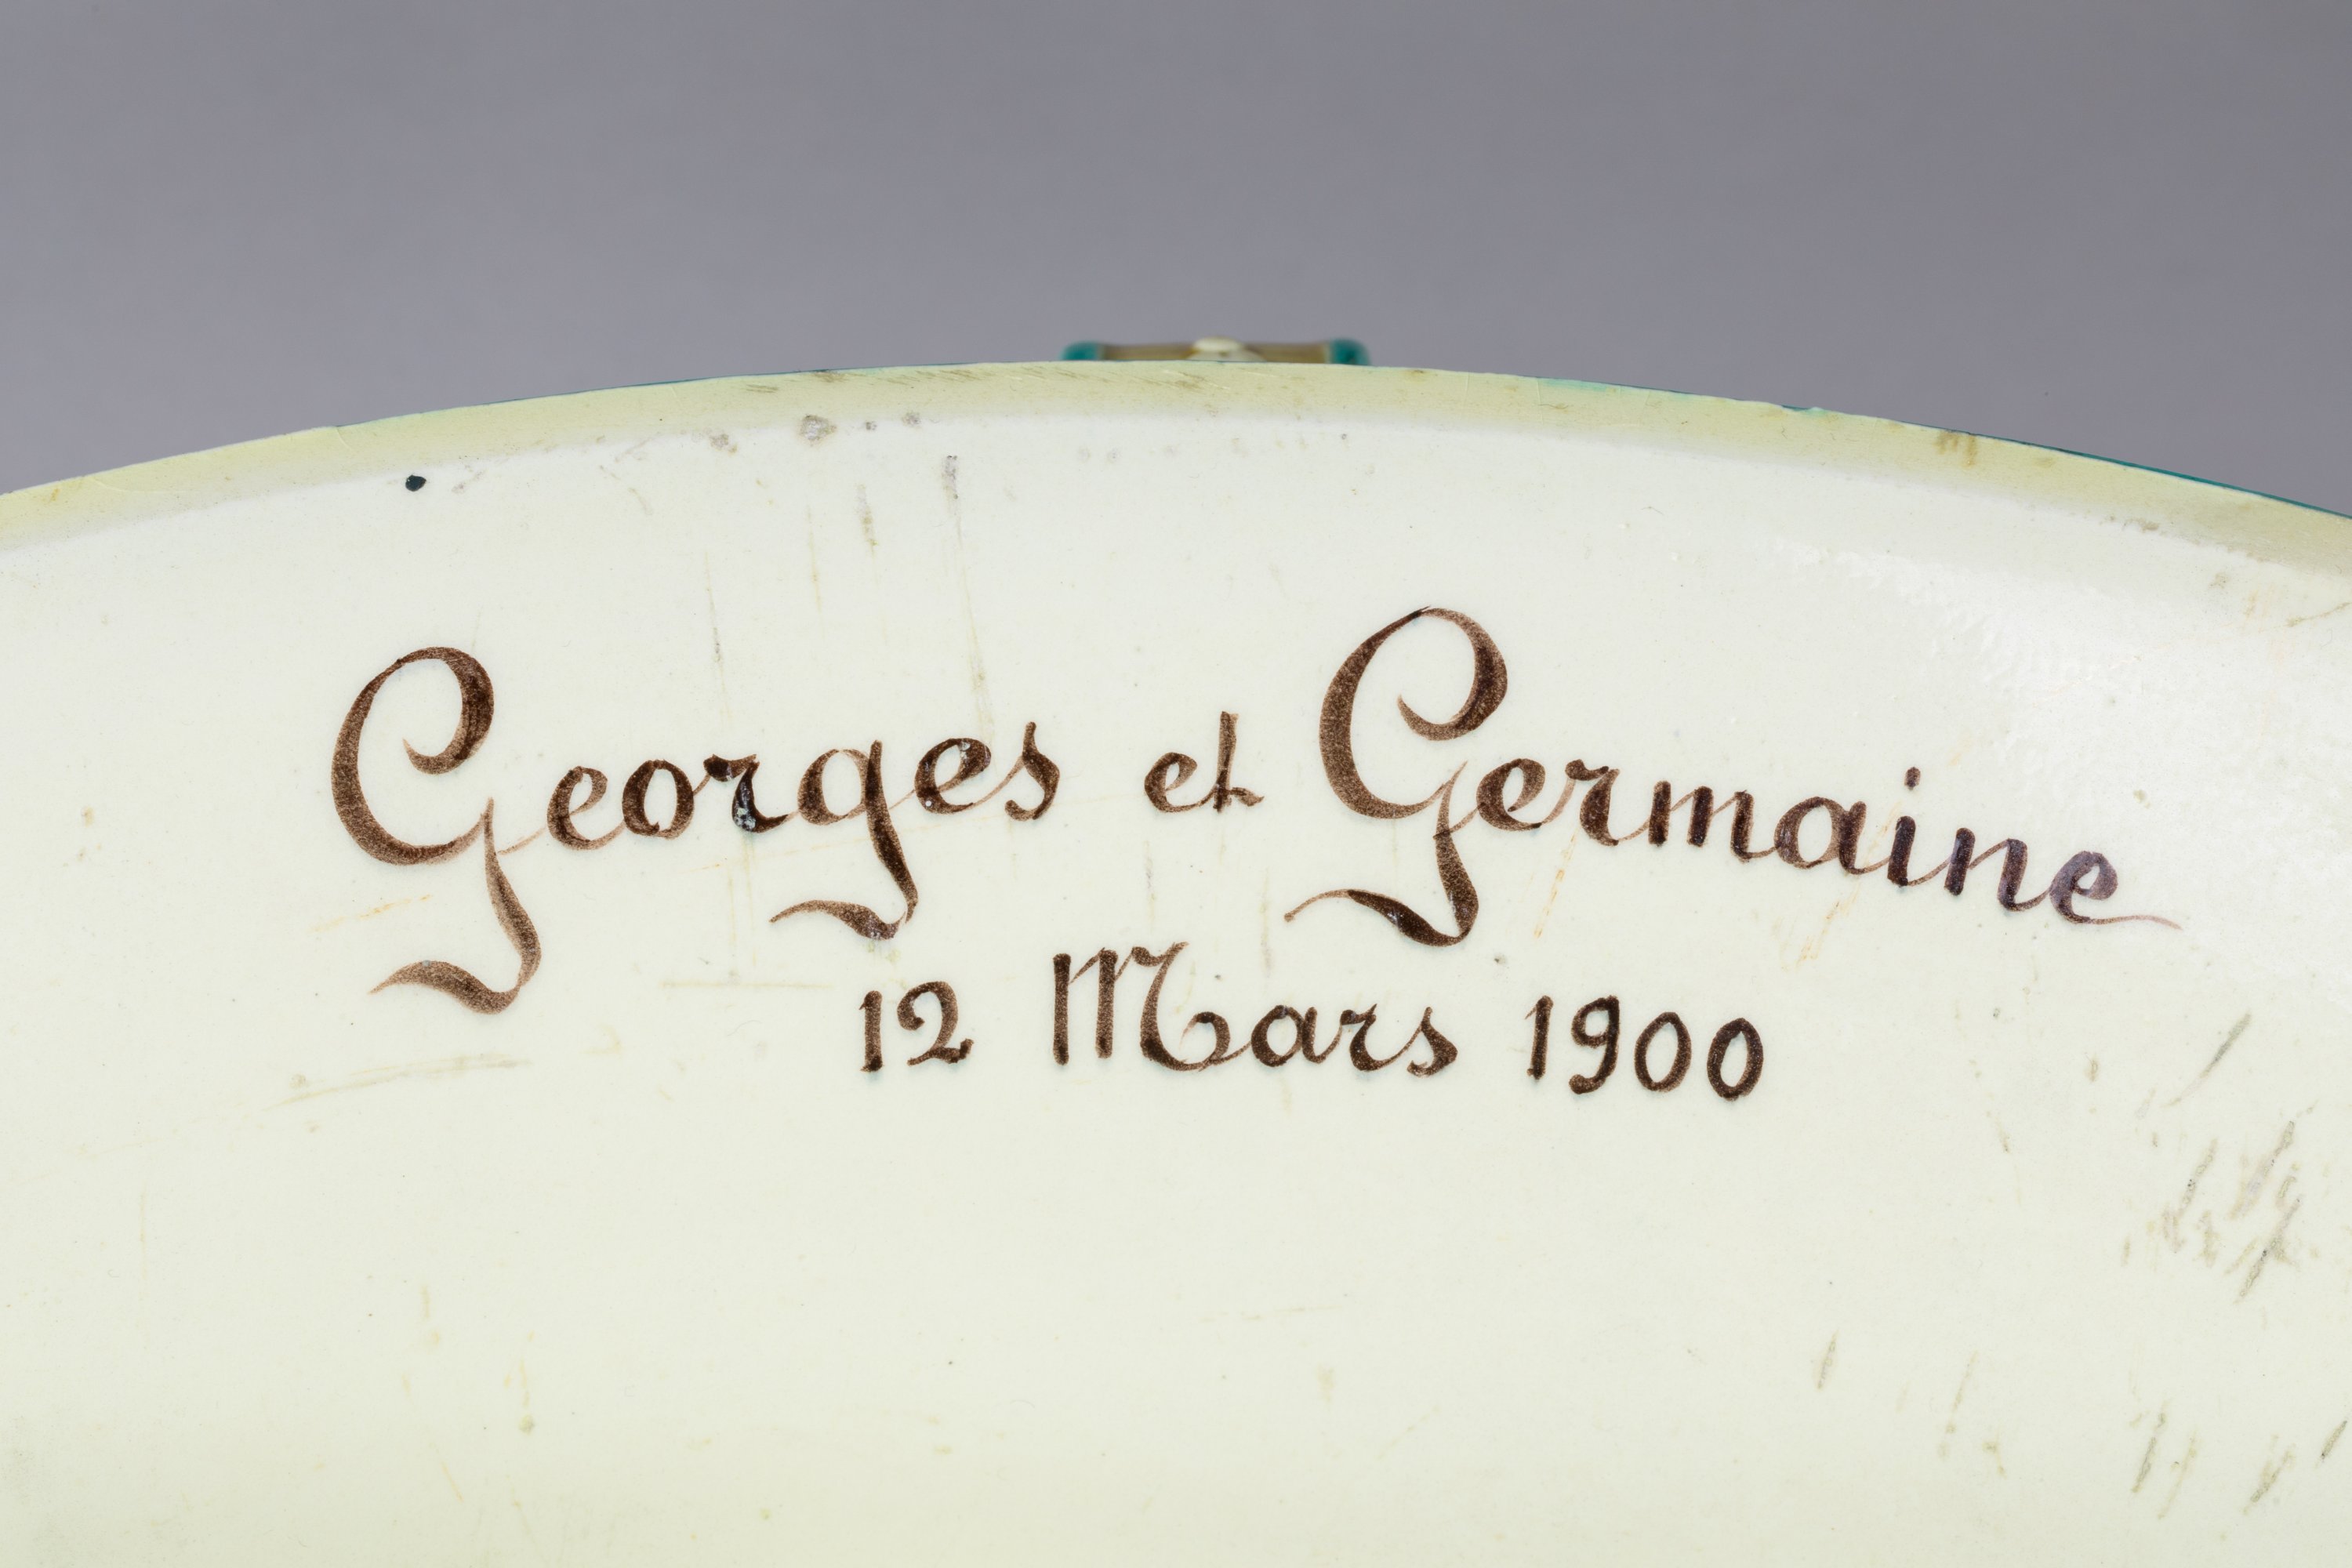 Georges et Germaine
12 Mars 1900